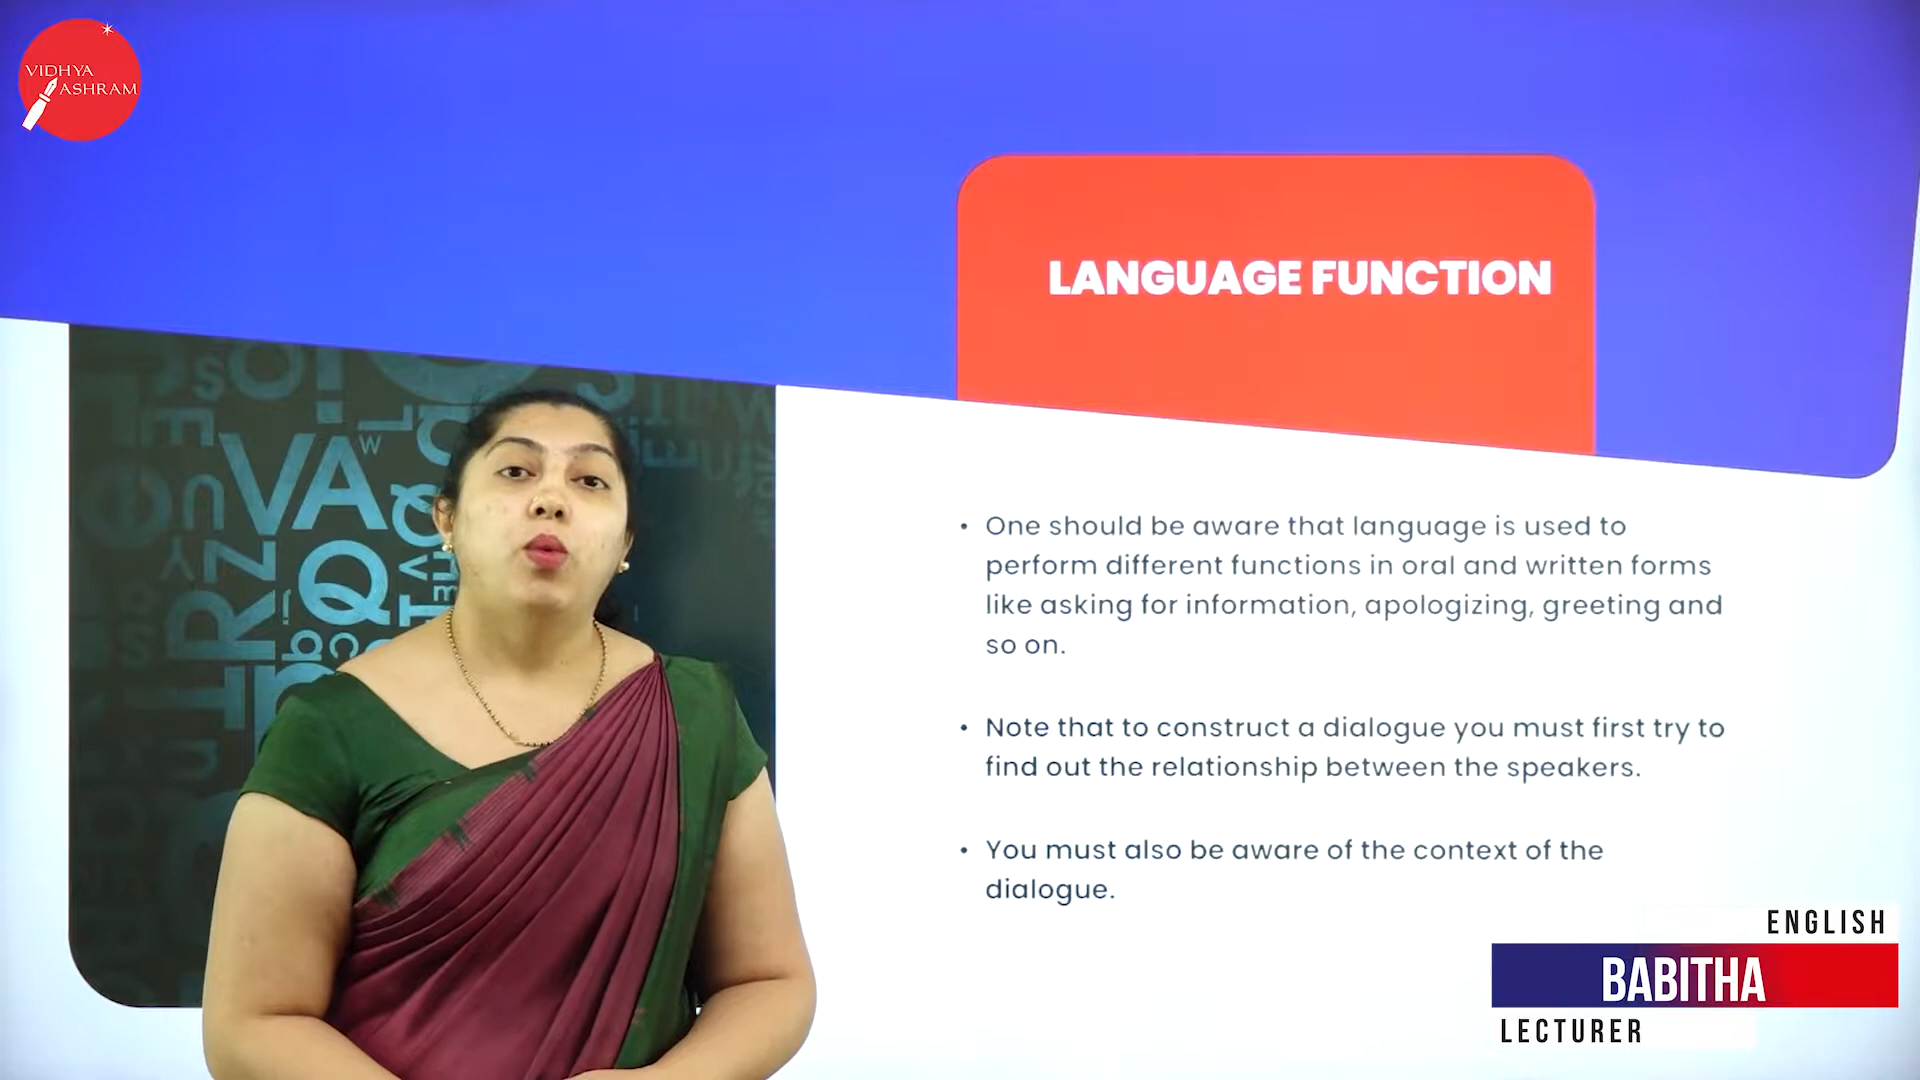 VIDHYA
ASHRAM
LANGUAGE FUNCTION
• One should be aware that language is used to
perform different functions in oral and written forms
like asking for information, apologizing, greeting and
so on.
• Note that to construct a dialogue you must first try to
find out the relationship between the speakers.
• You must also be aware of the context of the
dialogue.
ENGLISH
BABITHA
LECTURER
VA